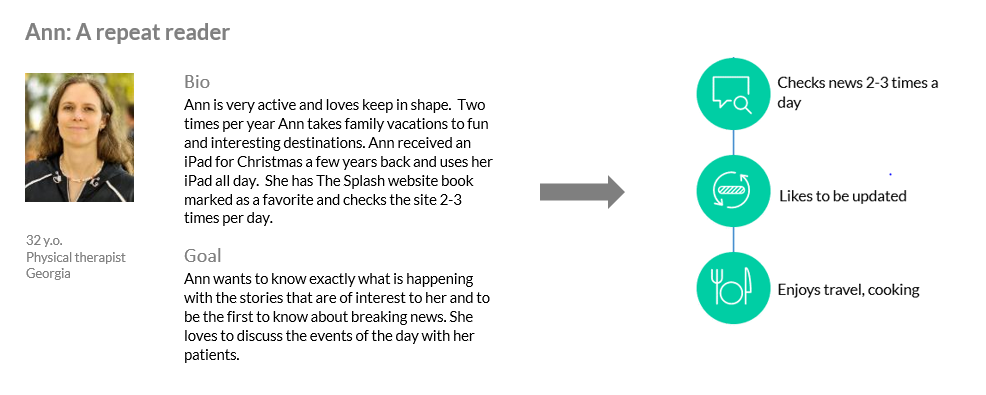 Ann: A repeat reader
Bio
Ann is very active and loves keep in shape.  Two
times per year Ann takes family vacations to fun
and interesting destinations. Ann received an
iPad for Christmas a few years back and uses her
iPad all day.  She has The Splash website book
marked as a favorite and checks the site 2-3
times per day.
32 y.o.
Physical therapist
Georgia
Goal
Ann wants to know exactly what is happening
with the stories that are of interest to her and to
be the first to know about breaking news. She
loves to discuss the events of the day with her
patients.
Checks news 2-3 times a
day
Likes to be updated
Enjoys travel, cooking